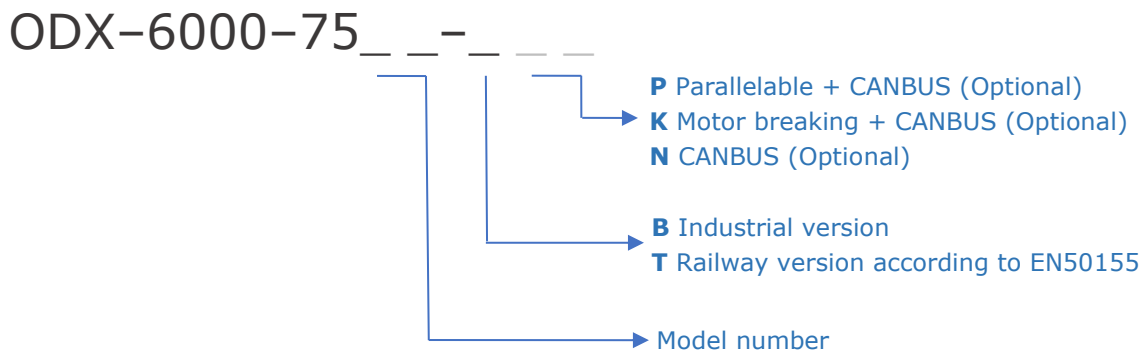 ODX–6000–75_ _–_ _ _
P Parallelable + CANBUS (Optional)
K Motor breaking + CANBUS (Optional)
N CANBUS (Optional)
B Industrial version
T Railway version according to EN50155
Model number